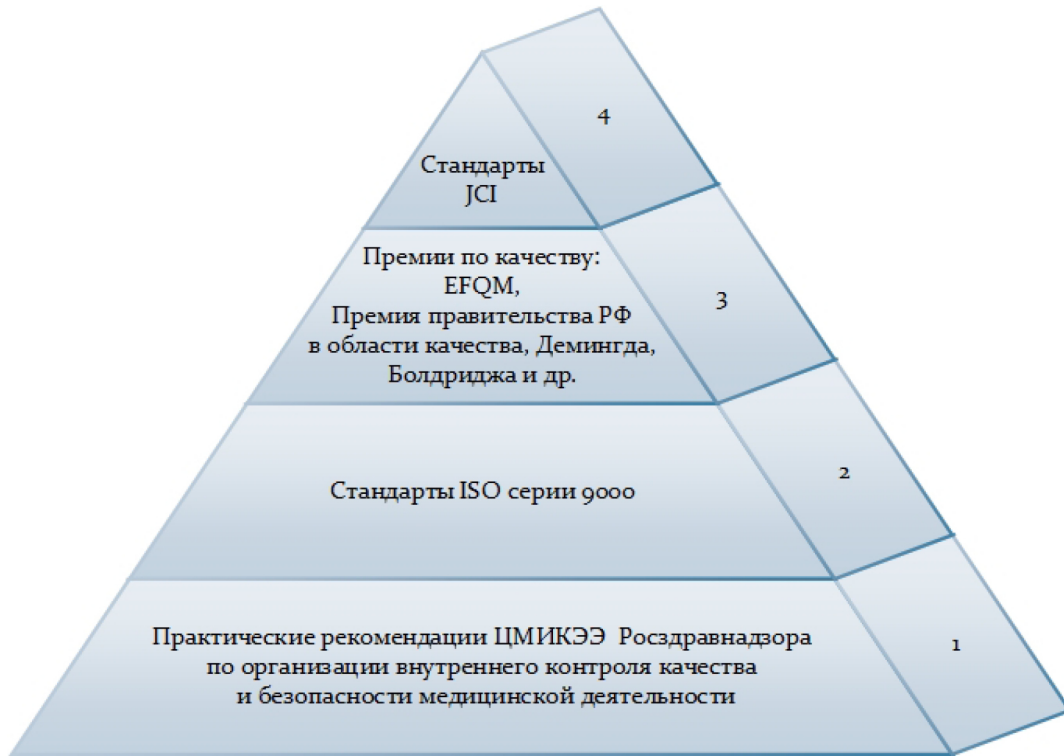 4
Стандарты
JCI
Премии по качеству:
EFQM,
Премия правительства РФ
в области качества, Демингда,
Болдриджа и др.
3
Стандарты ISO серии 9000
2
Практические рекомендации ЦМИКЭЭ Росздравнадзора
по организации внутреннего контроля качества
и безопасности медицинской деятельности
1